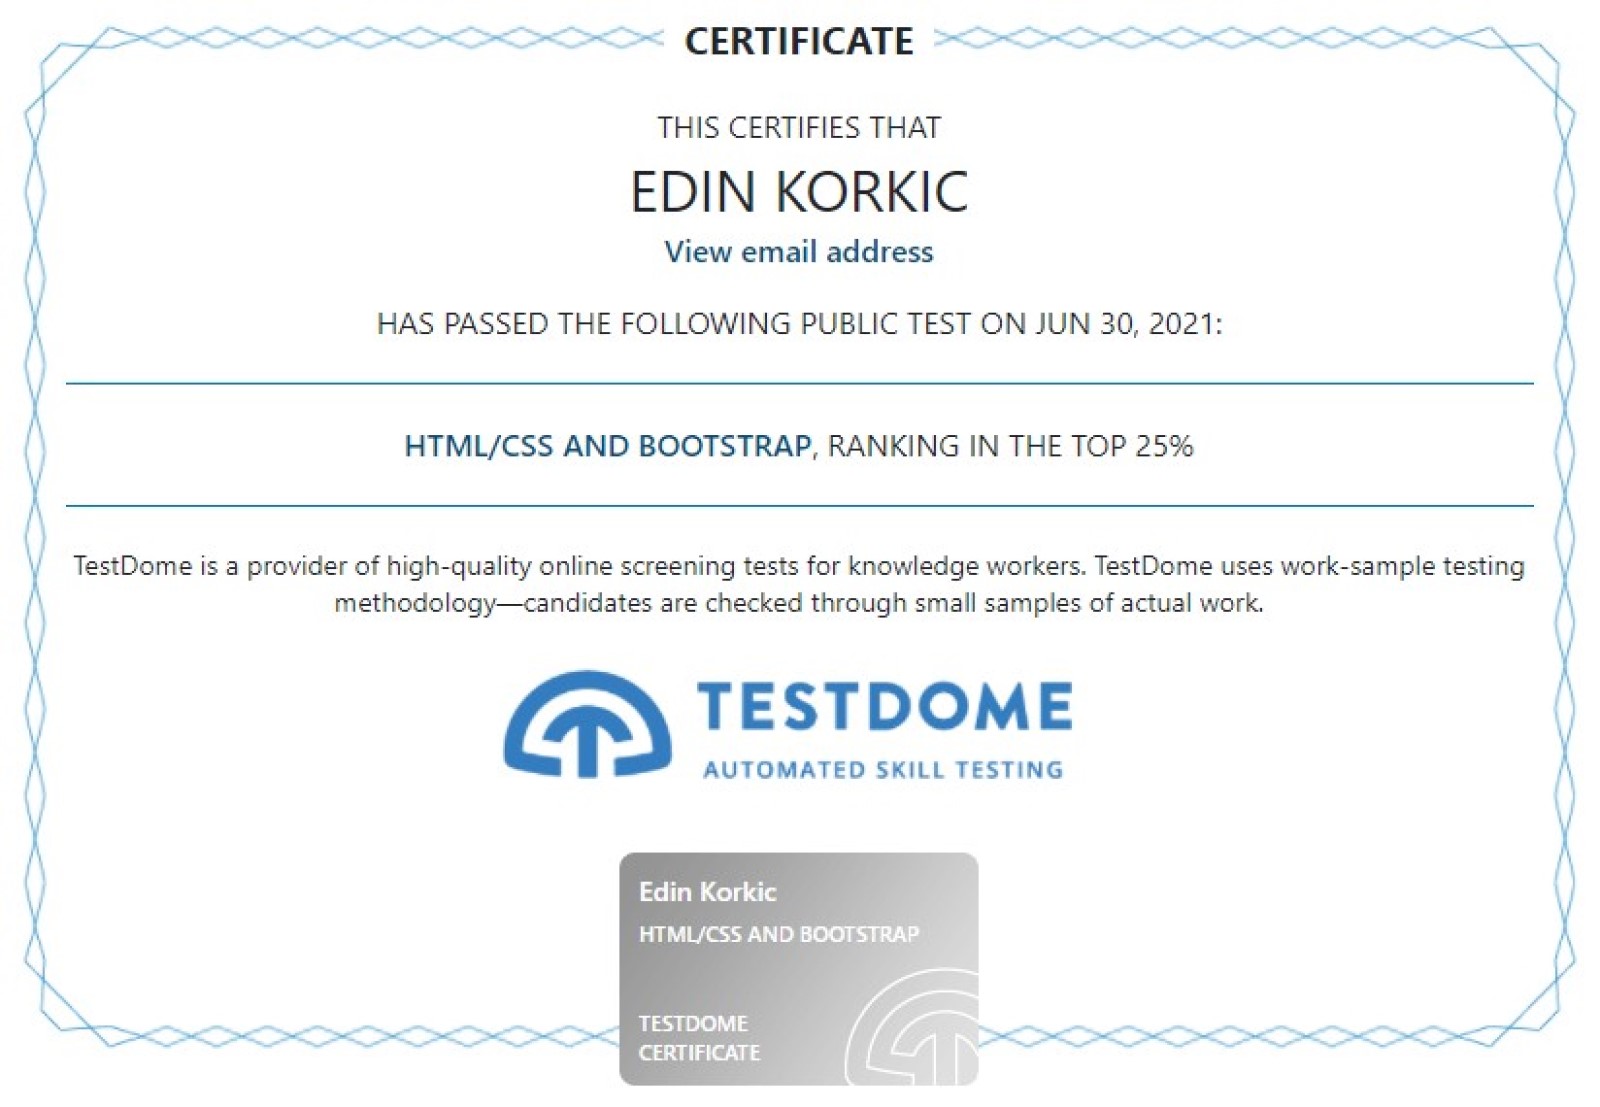 CERTIFICATE
THIS CERTIFIES THAT
EDIN KORKIC
View email address
HAS PASSED THE FOLLOWING PUBLIC TEST ON JUN 30, 2021:
HTML/CSS AND BOOTSTRAP, RANKING IN THE TOP 25%
TestDome is a provider of high-quality online screening tests for knowledge workers. TestDome uses work-sample testing
methodology—candidates are checked through small samples of actual work.
TESTDOME
AUTOMATED SKILL TESTING
Edin Korkic
HTML/CSS AND BOOTSTRAP
TESTDOME
CERTIFICATE